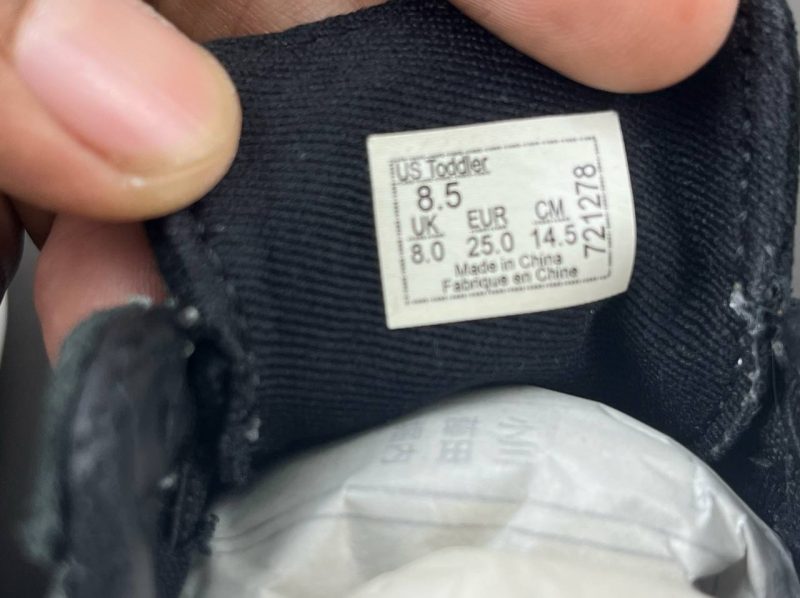 US Toddler
8.5
UK EUR CM
8.0 25.0 14.5
Made in China
Fabrique en Chine
721278